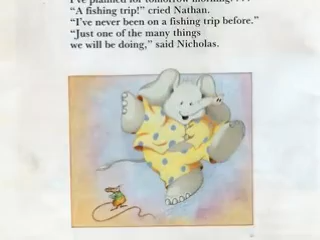 I've planned for tomorrow morning. . . .
"A fishing trip!" cried Nathan.
"I've never been on a fishing trip before."
"Just one of the many things
we will be doing," said Nicholas.